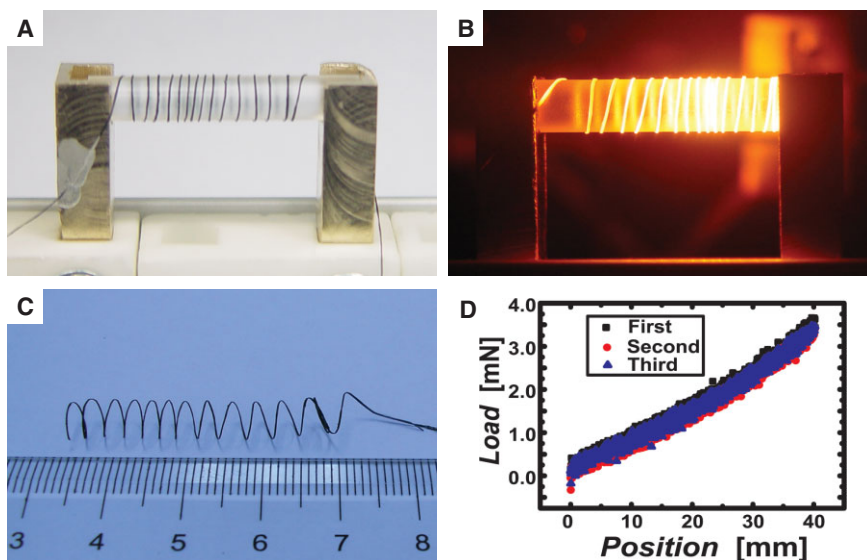 A
B
C
3 4 5 6 7 8
D
4.0
3.0
2.0
1.0
0.0
Load [mN]
First
Second
Third
0 10 20 30 40
Position [mm]